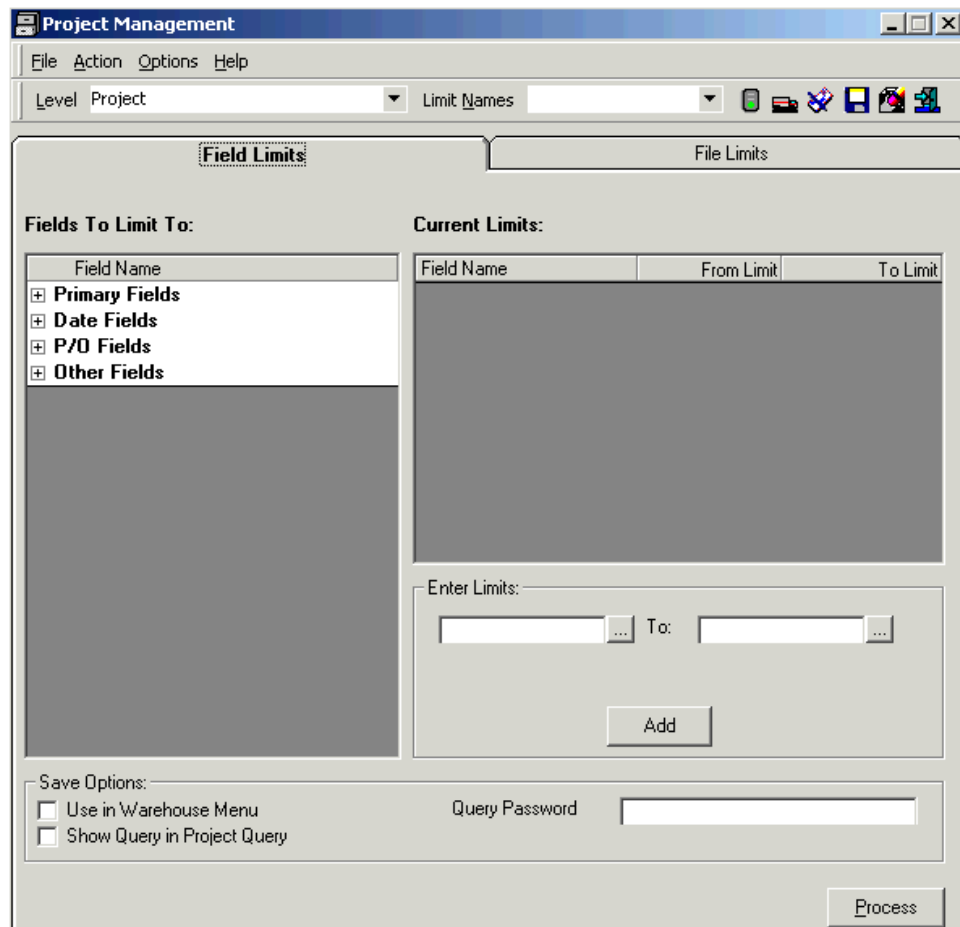 Project Management
File Action Options Help
Level Project Limit Names
Field Limits File Limits
Fields To Limit To: Current Limits:
Field Name Field Name From Limit To Limit
Primary Fields
Date Fields
P/O Fields
Other Fields
Enter Limits:
... To: ...
Add
Save Options:
Use in Warehouse Menu Query Password
Show Query in Project Query
Process